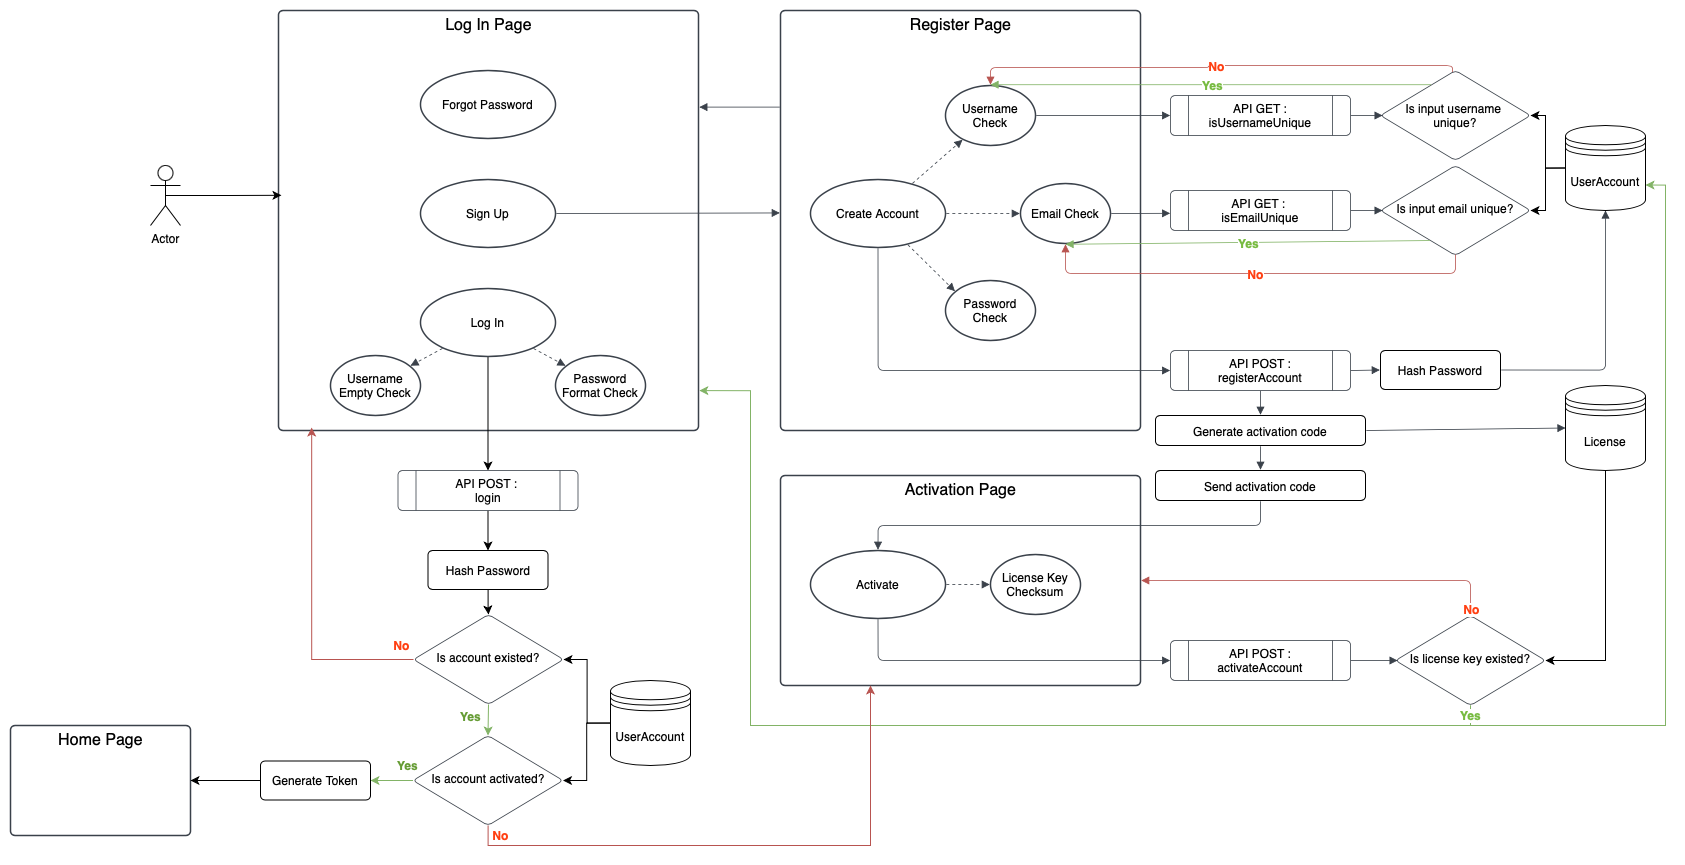 Log In Page
Forgot Password
Sign Up
Log In
Username
Empty Check
Password
Format Check
Actor
Register Page
Username
Check
Create Account
Email Check
Password
Check
No
Yes
API GET :
isUsernameUnique
Is input username
unique?
UserAccount
API GET :
isEmailUnique
Is input email unique?
Yes
No
API POST :
registerAccount
Hash Password
Generate activation code
License
Send activation code
API POST :
login
Hash Password
Is account existed?
No
Yes
UserAccount
Is account activated?
Yes
No
Generate Token
Home Page
Activation Page
Activate
License Key
Checksum
API POST :
activateAccount
Is license key existed?
No
Yes